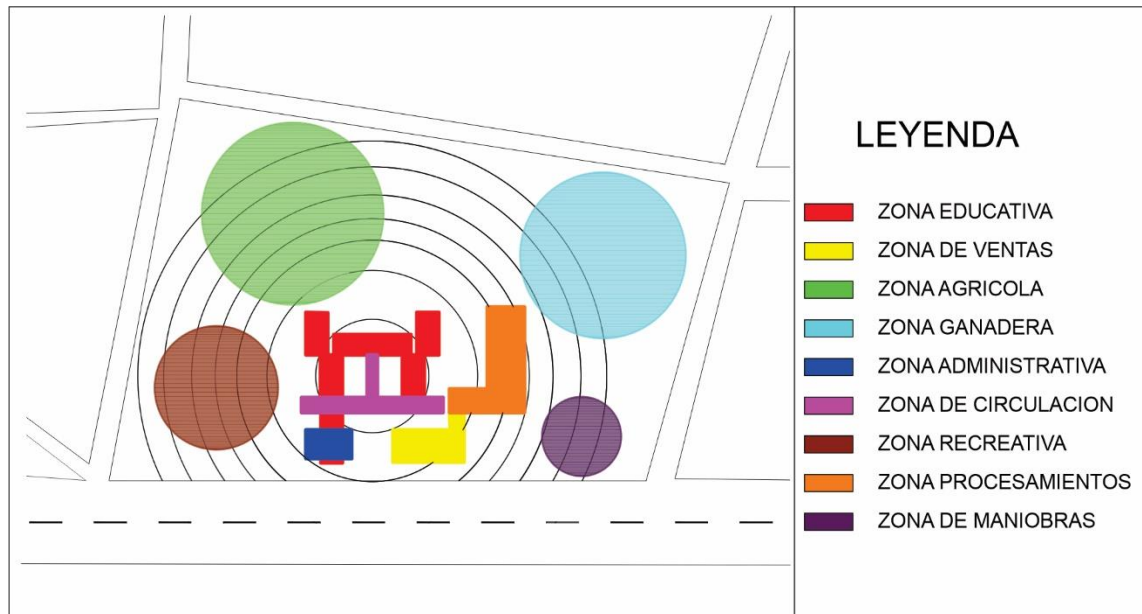 LEYENDA
ZONA EDUCATIVA
ZONA DE VENTAS
ZONA AGRICOLA
ZONA GANADERA
ZONA ADMINISTRATIVA
ZONA DE CIRCULACION
ZONA RECREATIVA
ZONA PROCESAMIENTOS
ZONA DE MANIOBRAS